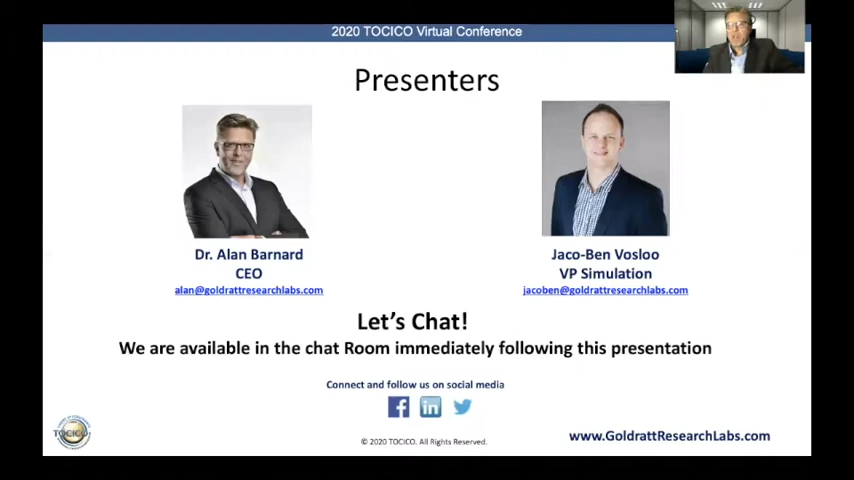 2020 TOCICO Virtual Conference
Presenters
Dr. Alan Barnard
CEO
alan@goldrattresearchlabs.com
Jaco-Ben Vosloo
VP Simulation
jacoben@goldrattresearchlabs.com
Let's Chat!
We are available in the chat Room immediately following this presentation
Connect and follow us on social media
f
in
TOCICO
© 2020 TOCICO. All Rights Reserved.
www.GoldrattResearchLabs.com